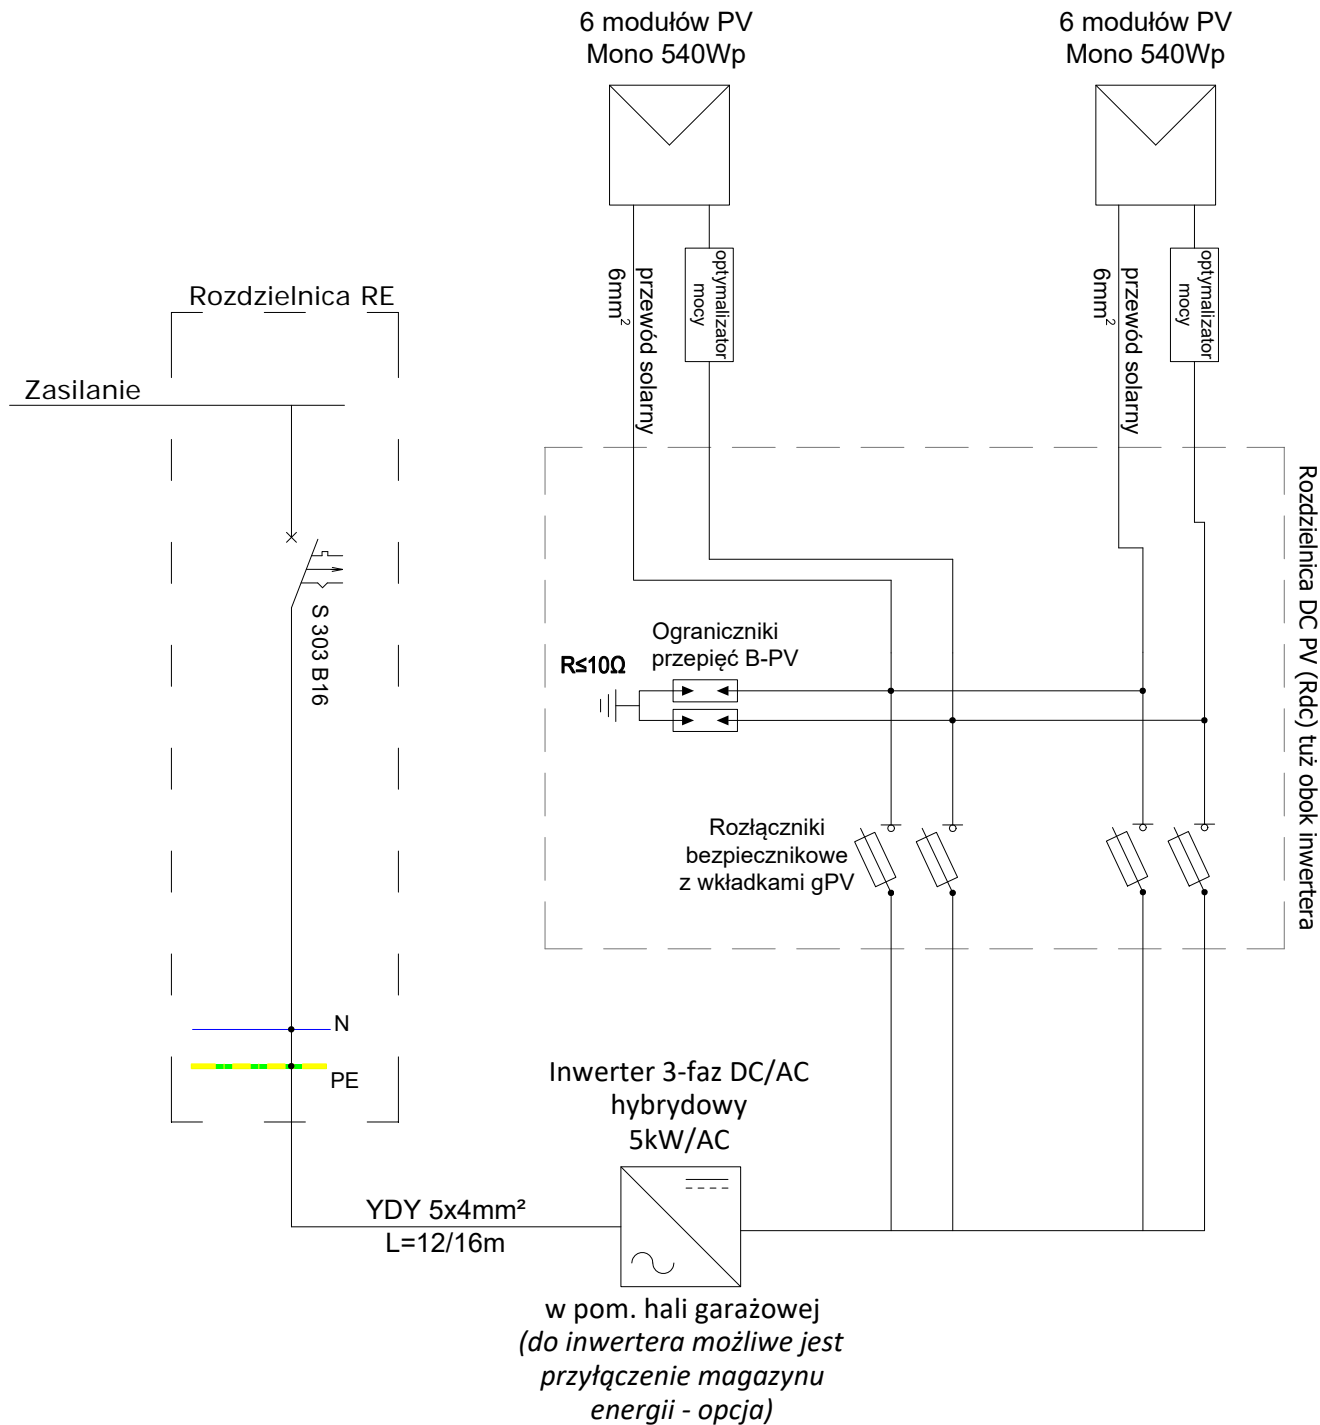 6 modułów PV
Mono 540Wp
6 modułów PV
Mono 540Wp
przewód solarny
6mm²
optymalizator
mocy
przewód solarny
6mm²
optymalizator
mocy
Rozdzielnica RE
Zasilanie
S 303 B16
Rozdzielnica DC PV (Rdc) tuż obok inwertera
Ograniczniki
przepięć B-PV
R≤10Ω
Rozłączniki
bezpiecznikowe
z wkładkami gPV
N
PE
Inwerter 3-faz DC/AC
hybrydowy
5kW/AC
YDY 5x4mm²
L=12/16m
w pom. hali garażowej
(do inwertera możliwe jest
przyłączenie magazynu
energii - opcja)